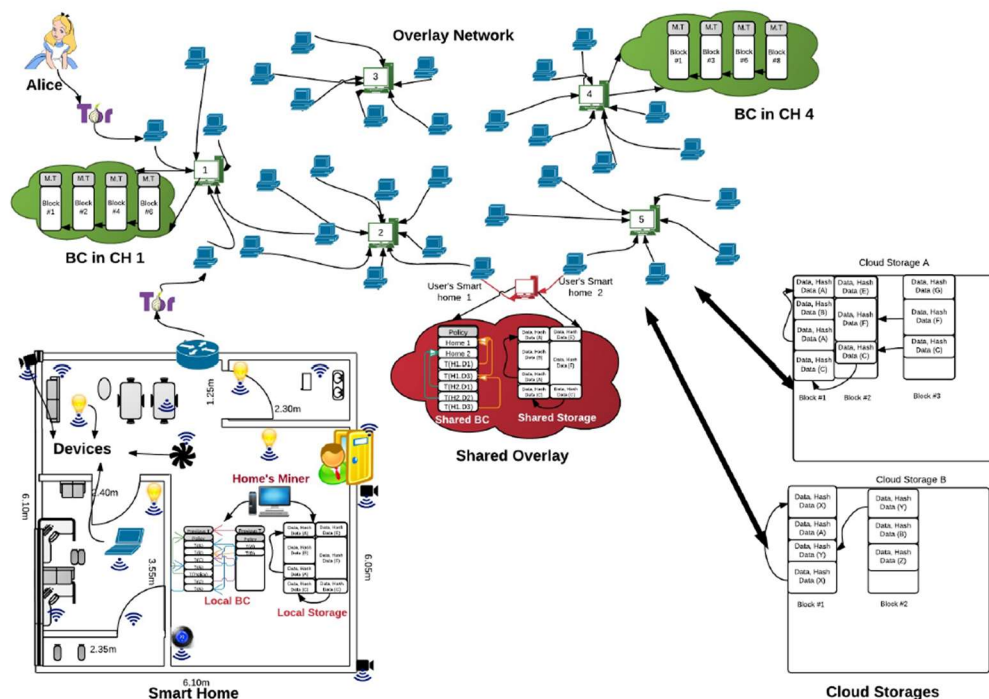 Overlay Network
Alice
Tor
1
M.T
M.T
M.T
M.T
Block
#1
Block
#2
Block
#4
Block
#6
BC in CH 1
3
4
M.T
M.T
M.T
M.T
Block
#1
Block
#3
Block
#6
Block
#8
BC in CH 4
2
5
User's Smart
home 1
User's Smart
home 2
Tor
Policy
Home 1
Home 2
T(H1.D3)
T(H2.D1)
T(H1.D1)
T(H2.D2)
T(H1.D3)
Shared BC
Shared Storage
Shared Overlay
Cloud Storage A
Data, Hash
Data (A)
Data, Hash
Data (B)
Data, Hash
Data (A)
Data, Hash
Data (C)
Block #1
Data, Hash
Data (E)
Data, Hash
Data (F)
Data, Hash
Data (C)
Block #2
Data, Hash
Data (G)
Data, Hash
Data (F)
Data, Hash
Data (C)
Block #3
Cloud Storage B
Data, Hash
Data (X)
Data, Hash
Data (A)
Data, Hash
Data (Y)
Data, Hash
Data (X)
Block #1
Data, Hash
Data (Y)
Data, Hash
Data (B)
Data, Hash
Data (Z)
Block #2
Cloud Storages
1.25m
2.30m
Devices
2.40m
6.10m
3.55m
2.35m
6.10m
6.05m
Home's Miner
Local BC
Local Storage
Smart Home